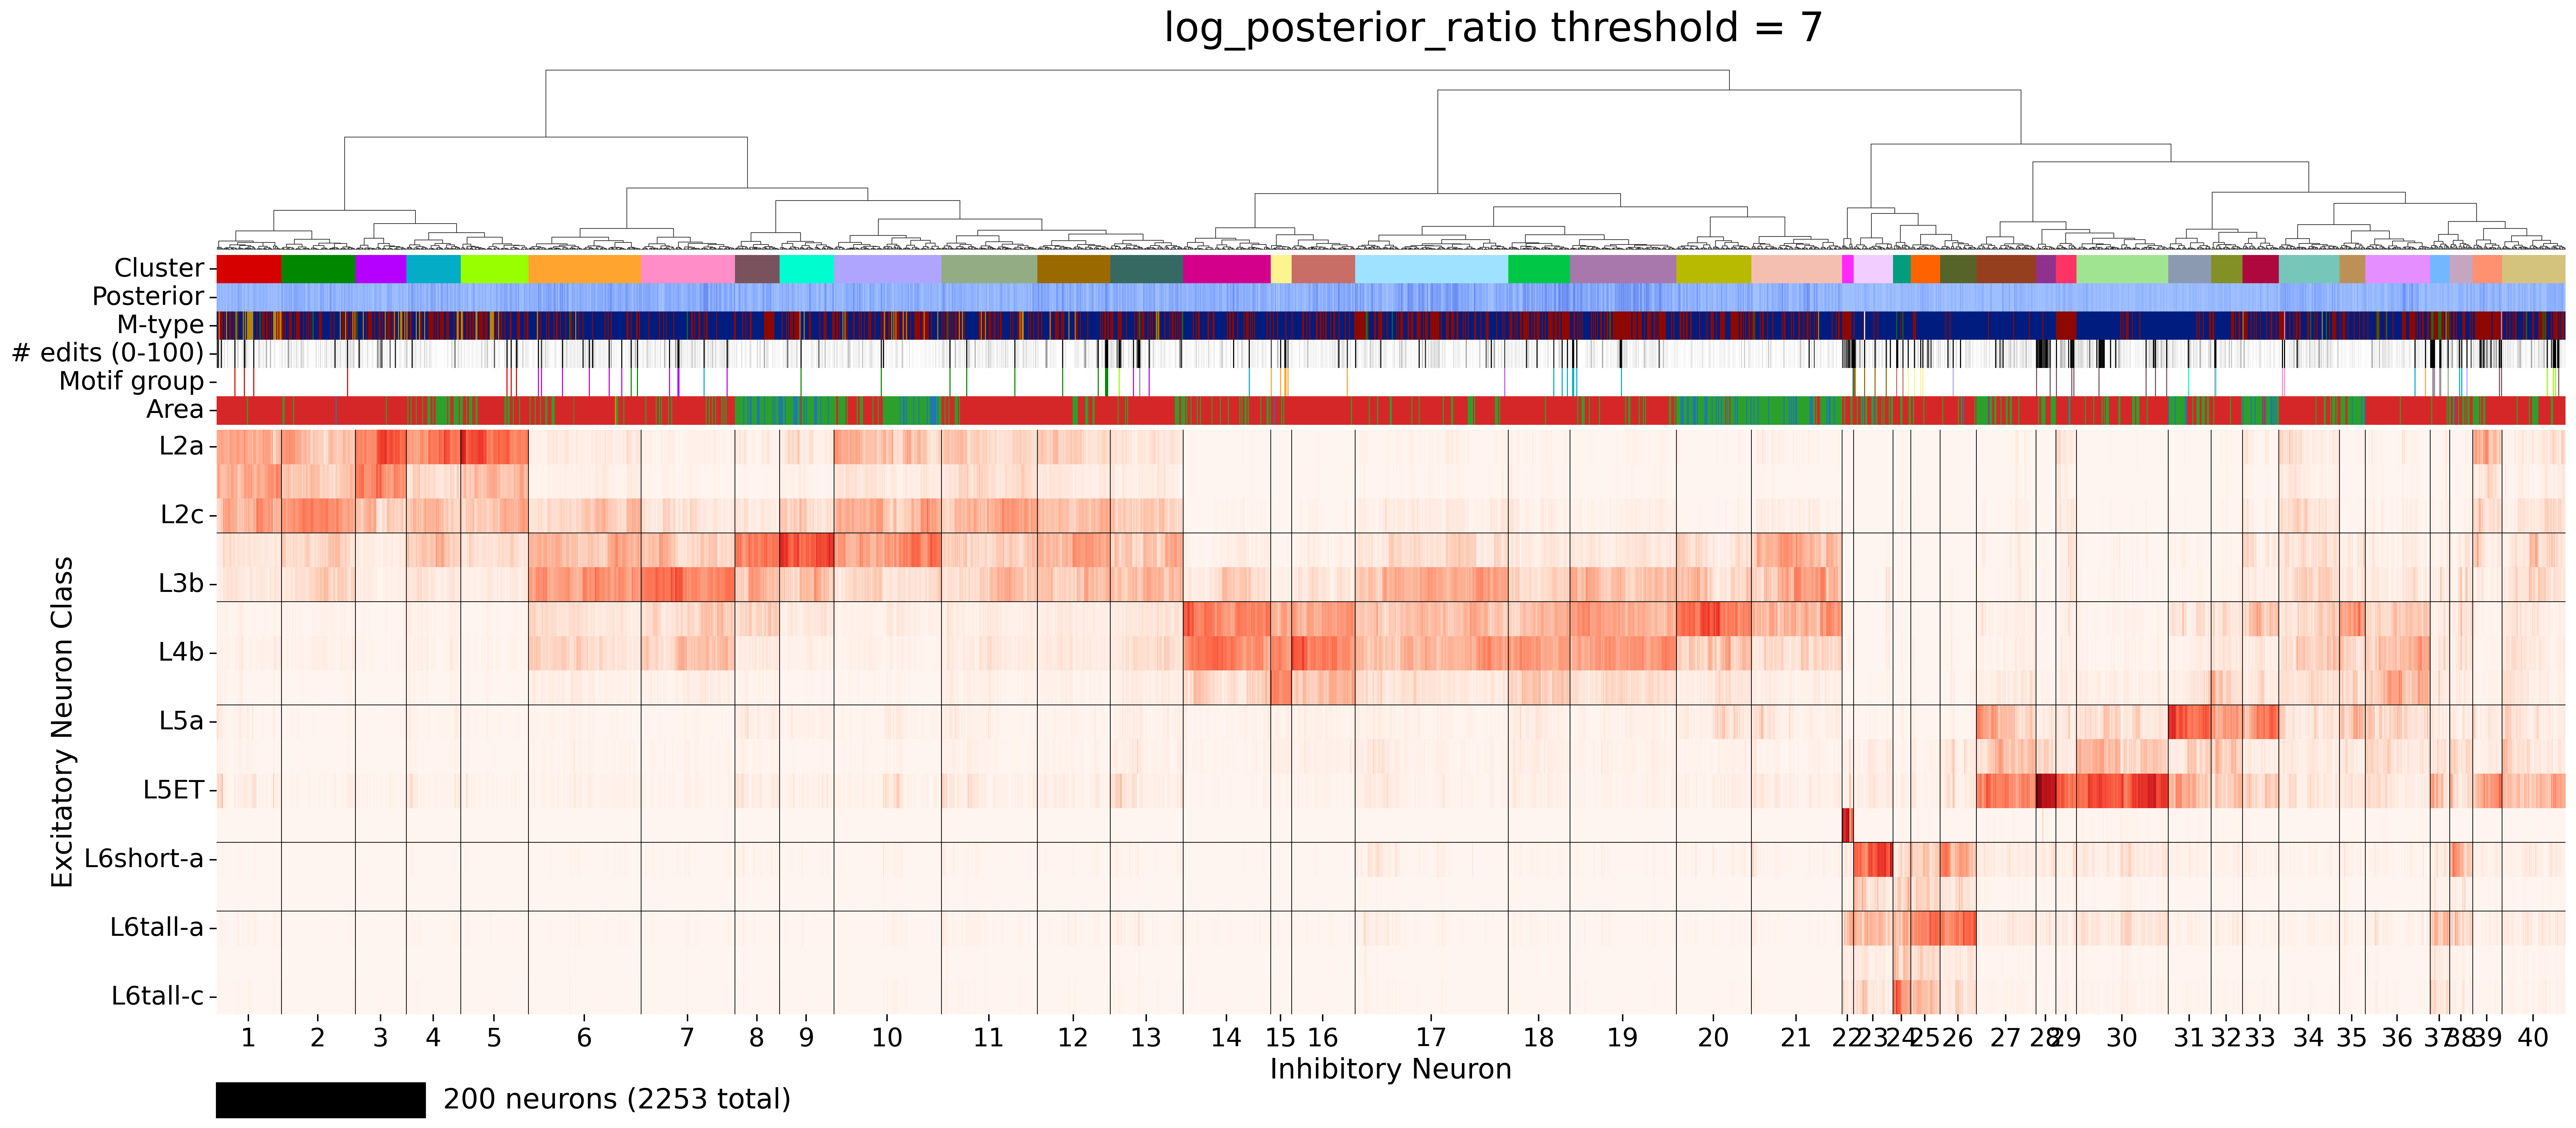 log_posterior_ratio threshold = 7
Cluster
Posterior
M-type
# edits (0-100)
Motif group
Area
L2a
L2c
L3b
L4b
L5a
L5ET
L6short-a
L6tall-a
L6tall-c
Excitatory Neuron Class
1 2 3 4 5 6 7 8 9 10 11 12 13 14 15 16 17 18 19 20 21 22 23 24 25 26 27 28 29 30 31 32 33 34 35 36 37 38 39 40
Inhibitory Neuron
200 neurons (2253 total)